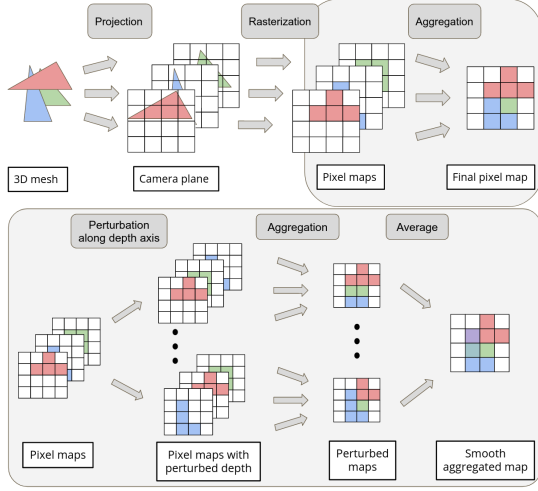 Projection
Rasterization
Aggregation
3D mesh
Camera plane
Pixel maps
Final pixel map
Perturbation
along depth axis
Aggregation
Average
Pixel maps
Pixel maps with
perturbed depth
Perturbed
maps
Smooth
aggregated map